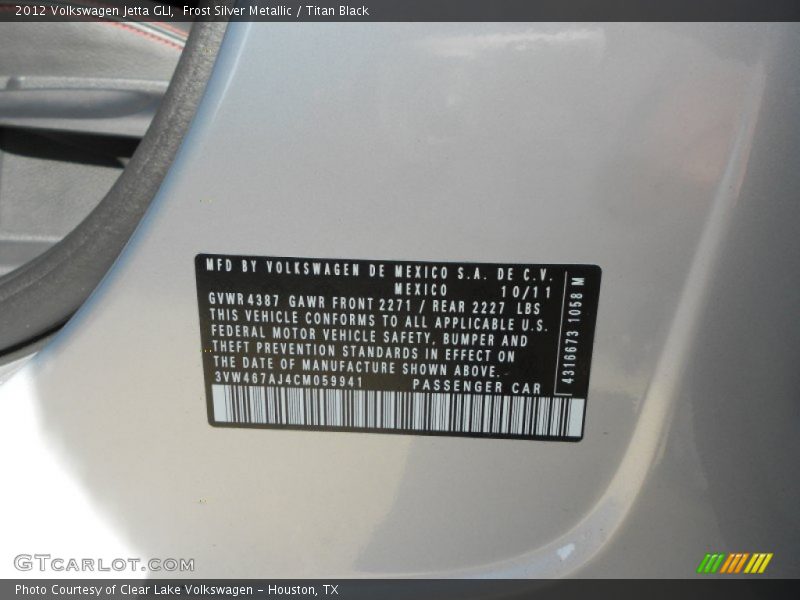 2012 Volkswagen Jetta GLI, Frost Silver Metallic / Titan Black
MFD BY VOLKSWAGEN DE MEXICO S.A. DE C.V.
MEXICO 10/11
GVWR 4387 GAWR FRONT 2271 / REAR 2227 LBS
THIS VEHICLE CONFORMS TO ALL APPLICABLE U.S.
FEDERAL MOTOR VEHICLE SAFETY, BUMPER AND
THEFT PREVENTION STANDARDS IN EFFECT ON
THE DATE OF MANUFACTURE SHOWN ABOVE.
3VW467AJ4CM059941 PASSENGER CAR
4316673 1058 M
GTCARLOT.COM
Photo Courtesy of Clear Lake Volkswagen - Houston, TX